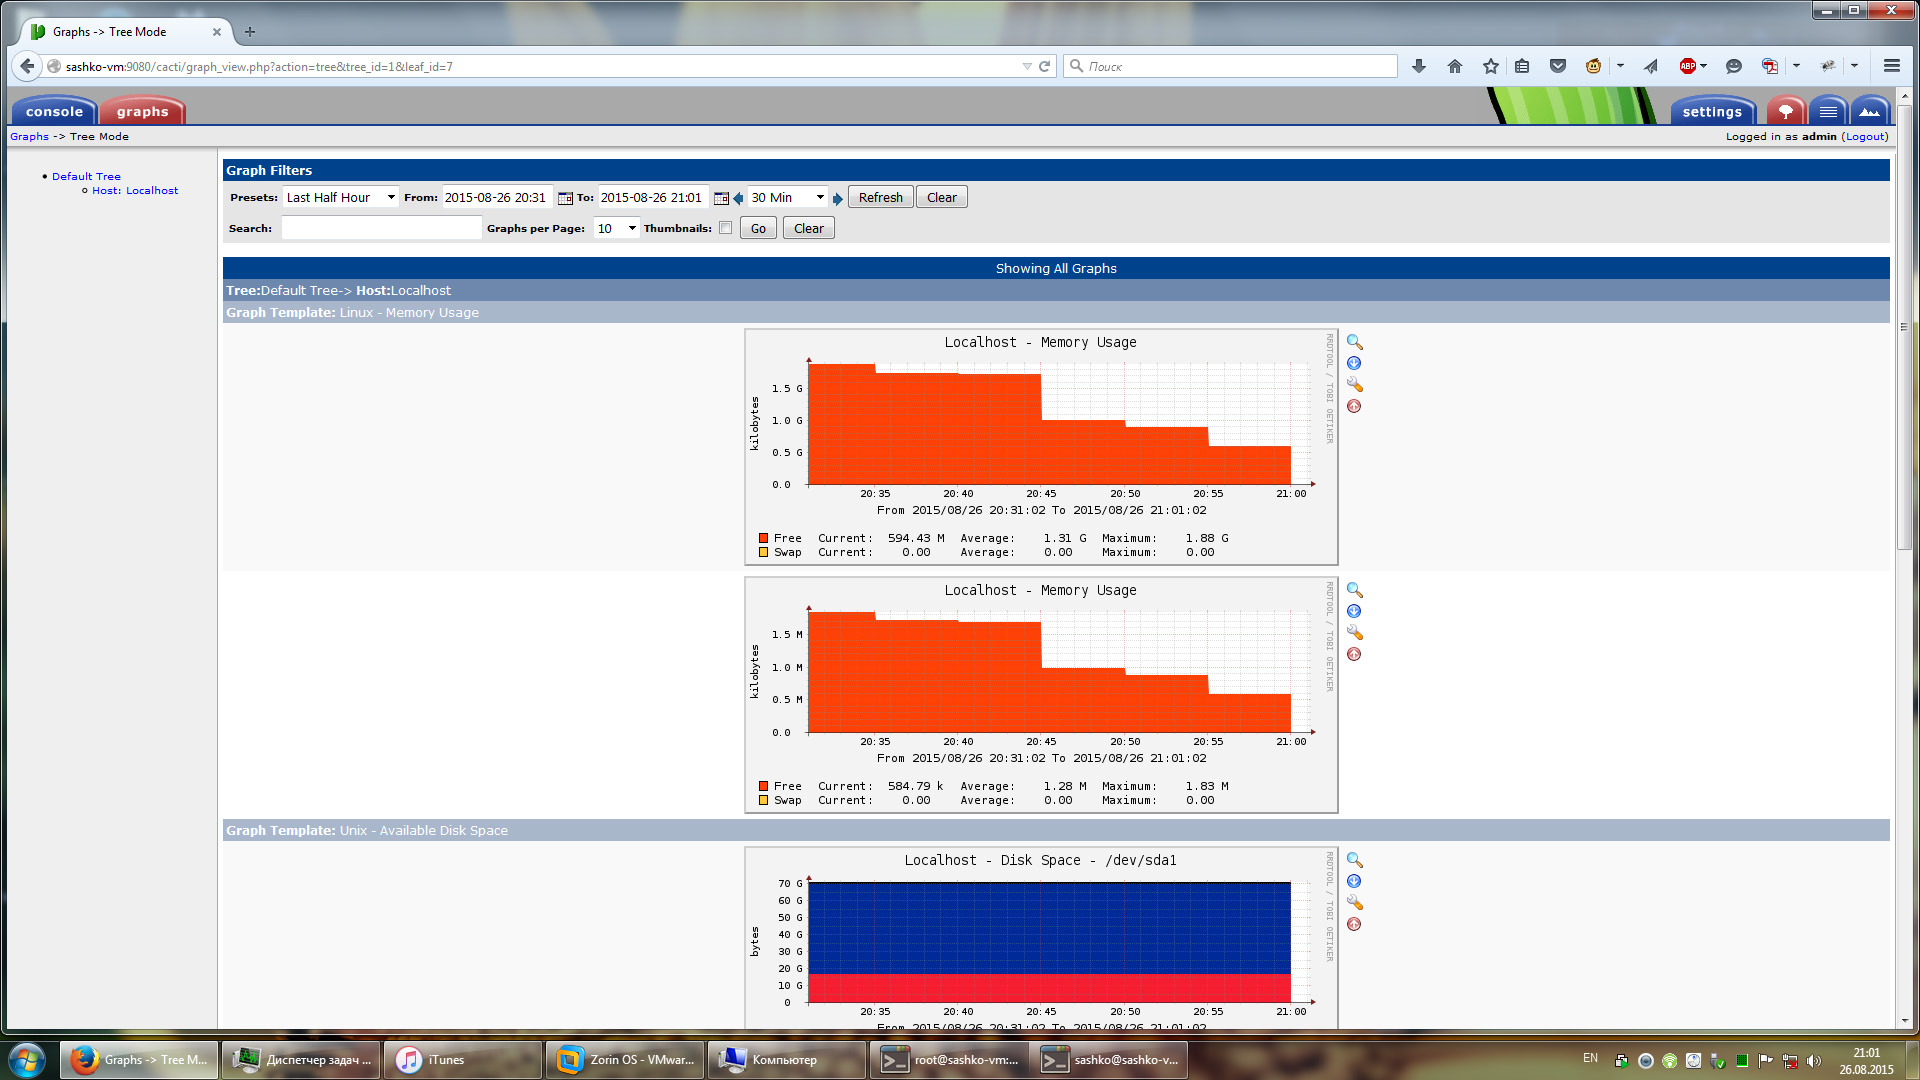 Graphs -> Tree Mode
sashko-vm:9080/cacti/graph_view.php?action=tree&tree_id=1&leaf_id=7
Поиск
ABP
console
graphs
settings
Graphs -> Tree Mode
Logged in as admin (Logout)
Default Tree
Host: Localhost
Graph Filters
Presets: Last Half Hour From: 2015-08-26 20:31 To: 2015-08-26 21:01 30 Min Refresh Clear
Search: Graphs per Page: 10 Thumbnails: Go Clear
Showing All Graphs
Tree:Default Tree-> Host:Localhost
Graph Template: Linux - Memory Usage
Localhost - Memory Usage
RRDTOOL / TOBI OETIKER
kilobytes
1.5 G
1.0 G
0.5 G
0.0
20:35 20:40 20:45 20:50 20:55 21:00
From 2015/08/26 20:31:02 To 2015/08/26 21:01:02
Free Current: 594.43 M Average: 1.31 G Maximum: 1.88 G
Swap Current: 0.00 Average: 0.00 Maximum: 0.00
Localhost - Memory Usage
RRDTOOL / TOBI OETIKER
kilobytes
1.5 M
1.0 M
0.5 M
0.0
20:35 20:40 20:45 20:50 20:55 21:00
From 2015/08/26 20:31:02 To 2015/08/26 21:01:02
Free Current: 584.79 k Average: 1.28 M Maximum: 1.83 M
Swap Current: 0.00 Average: 0.00 Maximum: 0.00
Graph Template: Unix - Available Disk Space
Localhost - Disk Space - /dev/sda1
RRDTOOL / TOBI OETIKER
bytes
70 G
60 G
50 G
40 G
30 G
20 G
10 G
0
20:35 20:40 20:45 20:50 20:55 21:00
From 2015/08/26 20:31:02 To 2015/08/26 21:01:02
Graphs -> Tree M...
Диспетчер задач ...
iTunes
Zorin OS - VMwar...
Компьютер
root@sashko-vm:...
sashko@sashko-v...
EN
21:01
26.08.2015